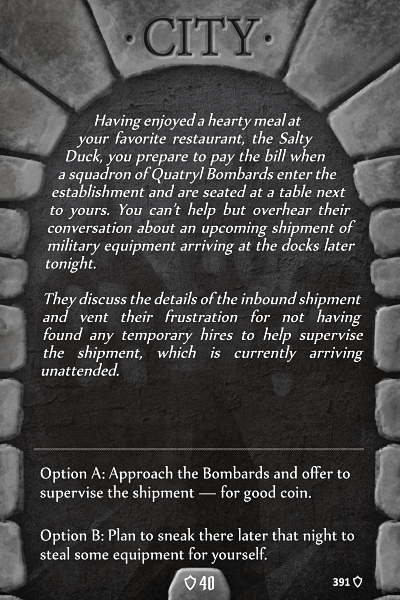 · CITY ·
Having enjoyed a hearty meal at
your favorite restaurant, the Salty
Duck, you prepare to pay the bill when
a squadron of Quatryl Bombards enter the
establishment and are seated at a table next
to yours. You can't help but overhear their
conversation about an upcoming shipment of
military equipment arriving at the docks later
tonight.
They discuss the details of the inbound shipment
and vent their frustration for not having
found any temporary hires to help supervise
the shipment, which is currently arriving
unattended.
Option A: Approach the Bombards and offer to
supervise the shipment — for good coin.
Option B: Plan to sneak there later that night to
steal some equipment for yourself.
40
391